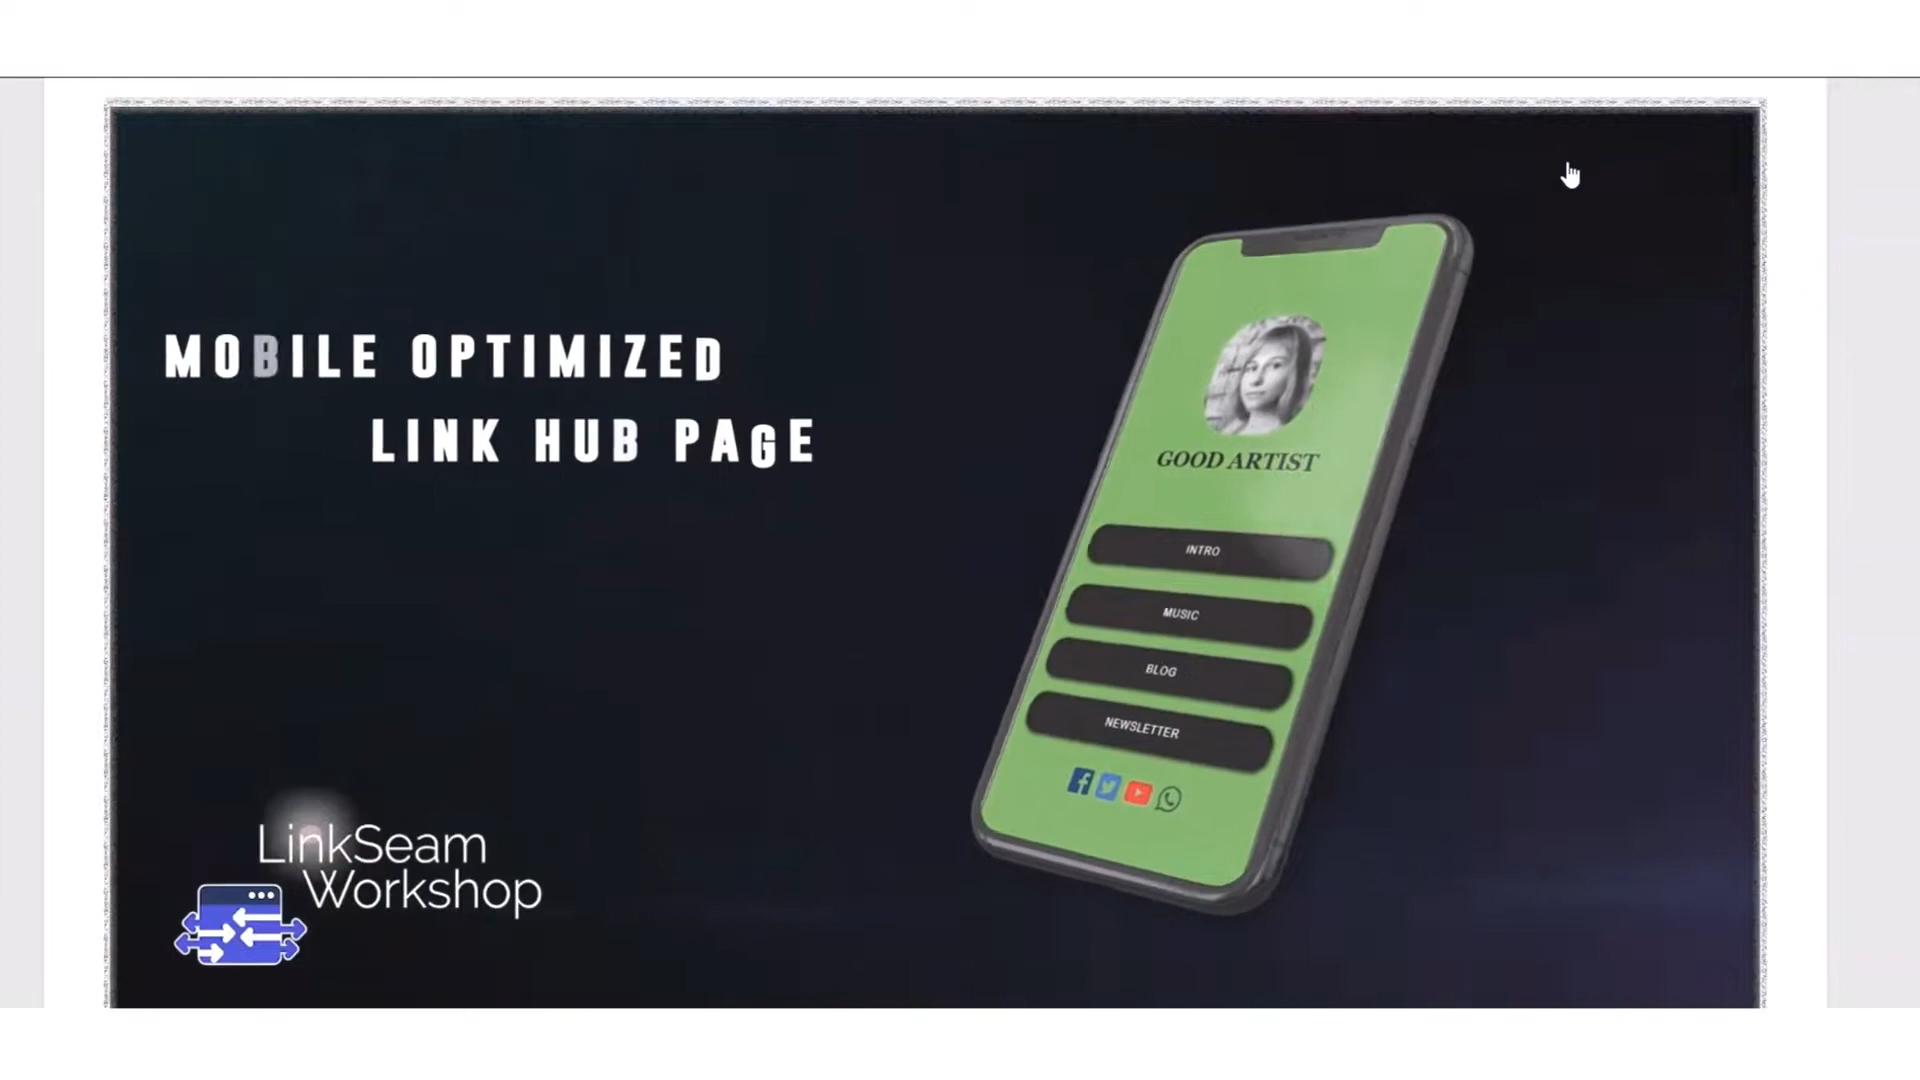 MOBILE OPTIMIZED
LINK HUB PAGE
GOOD ARTIST
INTRO
MUSIC
BLOG
NEWSLETTER
LinkSeam
Workshop